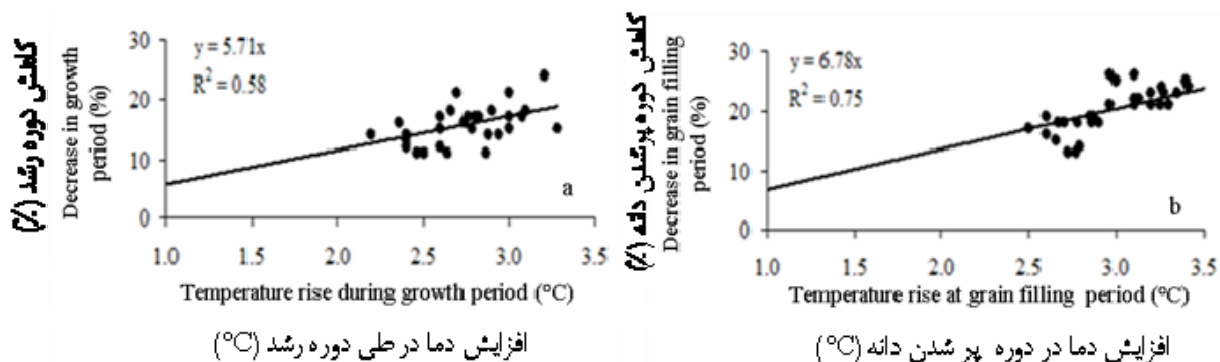 کاهش دوره رشد (٪)
Decrease in growth
period (%)
30
20
10
0
y = 5.71x
R² = 0.58
a
1.0 1.5 2.0 2.5 3.0 3.5
Temperature rise during growth period (°C)
افزایش دما در طی دوره رشد (°C)
کاهش دوره پرشدن دانه (٪)
Decrease in grain filling
period (%)
30
20
10
0
y = 6.78x
R² = 0.75
b
1.0 1.5 2.0 2.5 3.0 3.5
Temperature rise at grain filling period (°C)
افزایش دما در دوره پر شدن دانه (°C)